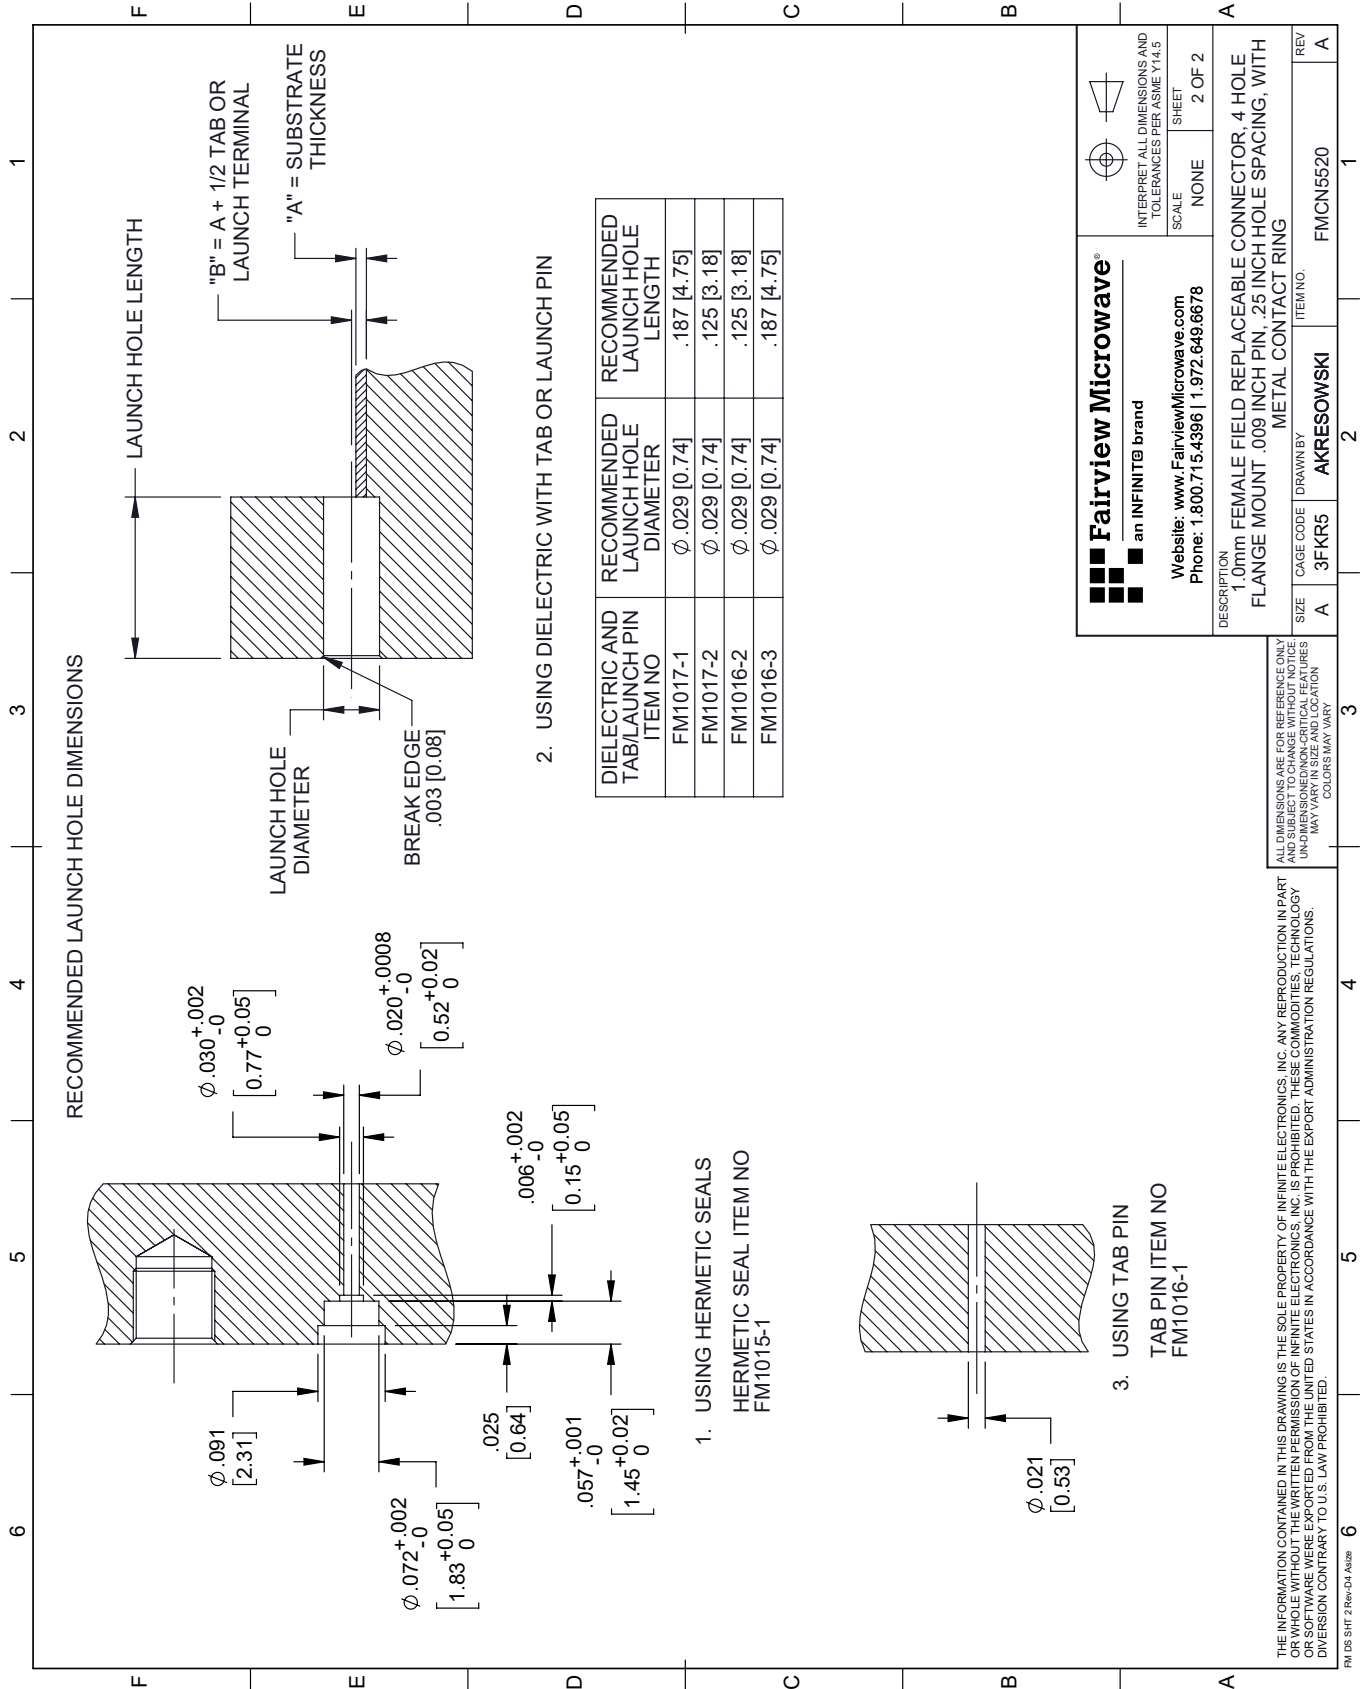 6
5
4
3
2
1
F
E
D
C
B
A
F
E
D
C
B
A
RECOMMENDED LAUNCH HOLE DIMENSIONS
Ø.091
[2.31]
Ø.072 +.002 -0
[1.83 +0.05 0]
.025
[0.64]
.057 +.001 -0
[1.45 +0.02 0]
Ø.030 +.002 -0
[0.77 +0.05 0]
Ø.020 +.0008 -0
[0.52 +0.02 0]
.006 +.002 -0
[0.15 +0.05 0]
1. USING HERMETIC SEALS
HERMETIC SEAL ITEM NO
FM1015-1
LAUNCH HOLE LENGTH
"B" = A + 1/2 TAB OR
LAUNCH TERMINAL
"A" = SUBSTRATE
THICKNESS
LAUNCH HOLE
DIAMETER
BREAK EDGE
.003 [0.08]
2. USING DIELECTRIC WITH TAB OR LAUNCH PIN
DIELECTRIC AND
TAB/LAUNCH PIN
ITEM NO
RECOMMENDED
LAUNCH HOLE
DIAMETER
RECOMMENDED
LAUNCH HOLE
LENGTH
FM1017-1 Ø.029 [0.74] .187 [4.75]
FM1017-2 Ø.029 [0.74] .125 [3.18]
FM1016-2 Ø.029 [0.74] .125 [3.18]
FM1016-3 Ø.029 [0.74] .187 [4.75]
Ø.021
[0.53]
3. USING TAB PIN
TAB PIN ITEM NO
FM1016-1
Fairview Microwave®
an INFINIT℮ brand
Website: www.FairviewMicrowave.com
Phone: 1.800.715.4396 | 1.972.649.6678
INTERPRET ALL DIMENSIONS AND
TOLERANCES PER ASME Y14.5
SCALE
NONE
SHEET
2 OF 2
DESCRIPTION
1.0mm FEMALE FIELD REPLACEABLE CONNECTOR, 4 HOLE
FLANGE MOUNT .009 INCH PIN, .25 INCH HOLE SPACING, WITH
METAL CONTACT RING
SIZE
A
CAGE CODE
3FKR5
DRAWN BY
AKRESOWSKI
ITEM NO.
FMCN5520
REV
A
ALL DIMENSIONS ARE FOR REFERENCE ONLY
AND SUBJECT TO CHANGE WITHOUT NOTICE.
UN-DIMENSIONED/NON-CRITICAL FEATURES
MAY VARY IN SIZE AND LOCATION
COLORS MAY VARY
THE INFORMATION CONTAINED IN THIS DRAWING IS THE SOLE PROPERTY OF INFINITE ELECTRONICS, INC. ANY REPRODUCTION IN PART
OR WHOLE WITHOUT THE WRITTEN PERMISSION OF INFINITE ELECTRONICS, INC. IS PROHIBITED. THESE COMMODITIES, TECHNOLOGY
OR SOFTWARE WERE EXPORTED FROM THE UNITED STATES IN ACCORDANCE WITH THE EXPORT ADMINISTRATION REGULATIONS.
DIVERSION CONTRARY TO U.S. LAW PROHIBITED.
FM DS SHT 2 Rev-D4 Asize
6
5
4
3
2
1